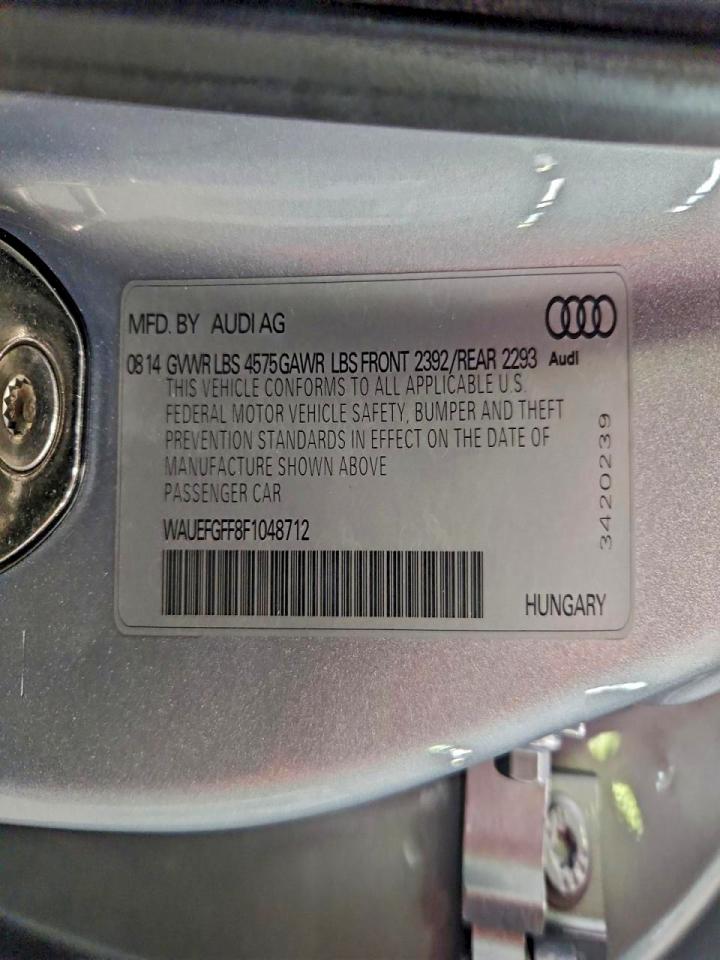 MFD. BY AUDI AG
0814 GVWR LBS 4575 GAWR LBS FRONT 2392/REAR 2293
Audi
THIS VEHICLE CONFORMS TO ALL APPLICABLE U.S.
FEDERAL MOTOR VEHICLE SAFETY, BUMPER AND THEFT
PREVENTION STANDARDS IN EFFECT ON THE DATE OF
MANUFACTURE SHOWN ABOVE
PASSENGER CAR
WAUEFGFF8F1048712
3420239
HUNGARY